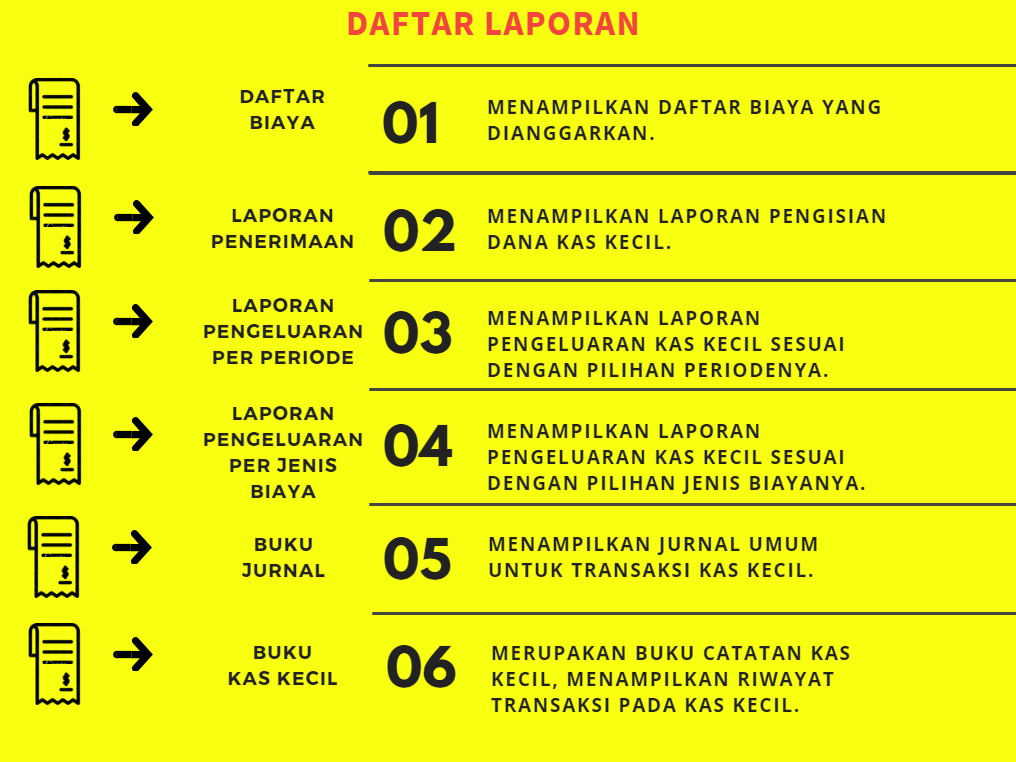 DAFTAR LAPORAN
DAFTAR
BIAYA
01
MENAMPILKAN DAFTAR BIAYA YANG
DIANGGARKAN.
LAPORAN
PENERIMAAN
02
MENAMPILKAN LAPORAN PENGISIAN
DANA KAS KECIL.
LAPORAN
PENGELUARAN
PER PERIODE
03
MENAMPILKAN LAPORAN
PENGELUARAN KAS KECIL SESUAI
DENGAN PILIHAN PERIODENYA.
LAPORAN
PENGELUARAN
PER JENIS
BIAYA
04
MENAMPILKAN LAPORAN
PENGELUARAN KAS KECIL SESUAI
DENGAN PILIHAN JENIS BIAYANYA.
BUKU
JURNAL
05
MENAMPILKAN JURNAL UMUM
UNTUK TRANSAKSI KAS KECIL.
BUKU
KAS KECIL
06
MERUPAKAN BUKU CATATAN KAS
KECIL, MENAMPILKAN RIWAYAT
TRANSAKSI PADA KAS KECIL.